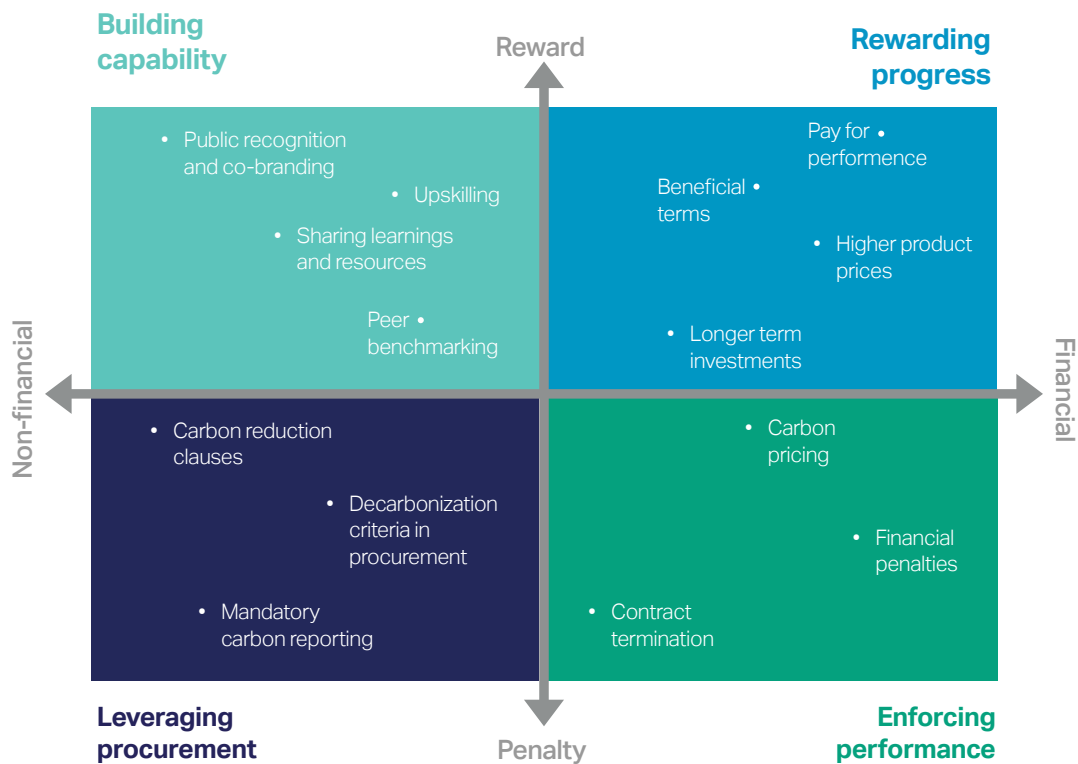 Building
capability
Reward
Rewarding
progress
• Public recognition
and co-branding
• Upskilling
• Sharing learnings
and resources
Peer •
benchmarking
Pay for •
performence
Beneficial •
terms
• Higher product
prices
• Longer term
investments
Non-financial
Financial
• Carbon reduction
clauses
• Decarbonization
criteria in
procurement
• Mandatory
carbon reporting
• Carbon
pricing
• Financial
penalties
• Contract
termination
Leveraging
procurement
Penalty
Enforcing
performance